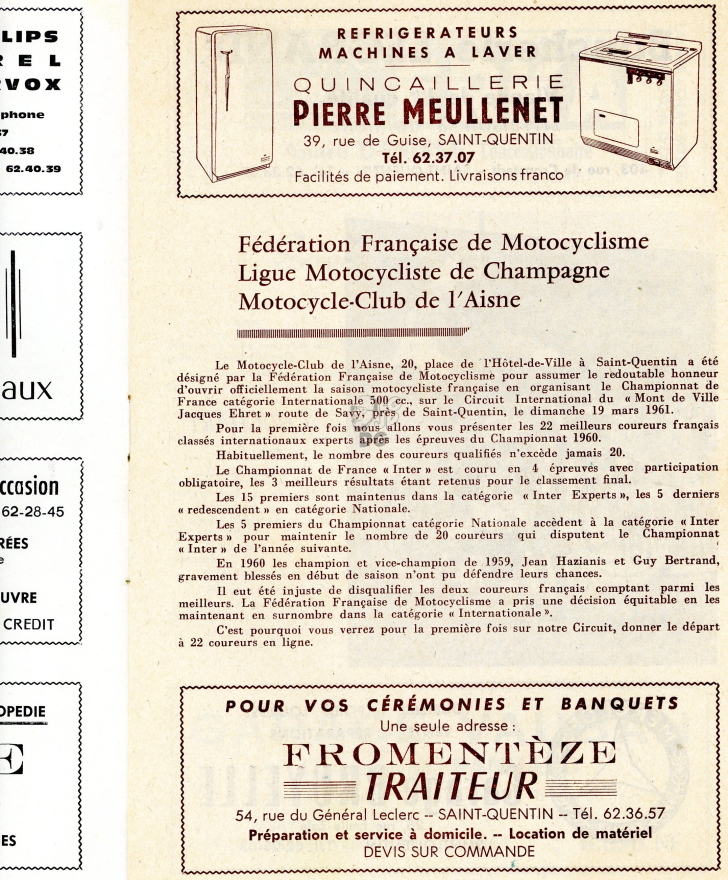 LIPS
R E L
VOX
phone
37
40.38
62.40.39
aux
ccasion
62-28-45
RÉES
e
UVRE
CREDIT
OPEDIE
E
ES
REFRIGERATEURS
MACHINES A LAVER
QUINCAILLERIE
PIERRE MEULLENET
39, rue de Guise, SAINT-QUENTIN
Tél. 62.37.07
Facilités de paiement. Livraisons franco
Fédération Française de Motocyclisme
Ligue Motocycliste de Champagne
Motocycle-Club de l'Aisne
Le Motocycle-Club de l'Aisne, 20, place de l'Hôtel-de-Ville à Saint-Quentin a été
désigné par la Fédération Française de Motocyclisme pour assumer le redoutable honneur
d'ouvrir officiellement la saison motocycliste française en organisant le Championnat de
France catégorie Internationale 500 cc., sur le Circuit International du « Mont de Ville
Jacques Ehret » route de Savy, près de Saint-Quentin, le dimanche 19 mars 1961.
Pour la première fois nous allons vous présenter les 22 meilleurs coureurs français
classés internationaux experts après les épreuves du Championnat 1960.
Habituellement, le nombre des coureurs qualifiés n'excède jamais 20.
Le Championnat de France « Inter » est couru en 4 épreuves avec participation
obligatoire, les 3 meilleurs résultats étant retenus pour le classement final.
Les 15 premiers sont maintenus dans la catégorie « Inter Experts », les 5 derniers
« redescendent » en catégorie Nationale.
Les 5 premiers du Championnat catégorie Nationale accèdent à la catégorie « Inter
Experts » pour maintenir le nombre de 20 coureurs qui disputent le Championnat
« Inter » de l'année suivante.
En 1960 les champion et vice-champion de 1959, Jean Hazianis et Guy Bertrand,
gravement blessés en début de saison n'ont pu défendre leurs chances.
Il eut été injuste de disqualifier les deux coureurs français comptant parmi les
meilleurs. La Fédération Française de Motocyclisme a pris une décision équitable en les
maintenant en surnombre dans la catégorie « Internationale ».
C'est pourquoi vous verrez pour la première fois sur notre Circuit, donner le départ
à 22 coureurs en ligne.
POUR VOS CÉRÉMONIES ET BANQUETS
Une seule adresse :
FROMENTÈZE
TRAITEUR
54, rue du Général Leclerc -- SAINT-QUENTIN -- Tél. 62.36.57
Préparation et service à domicile. -- Location de matériel
DEVIS SUR COMMANDE